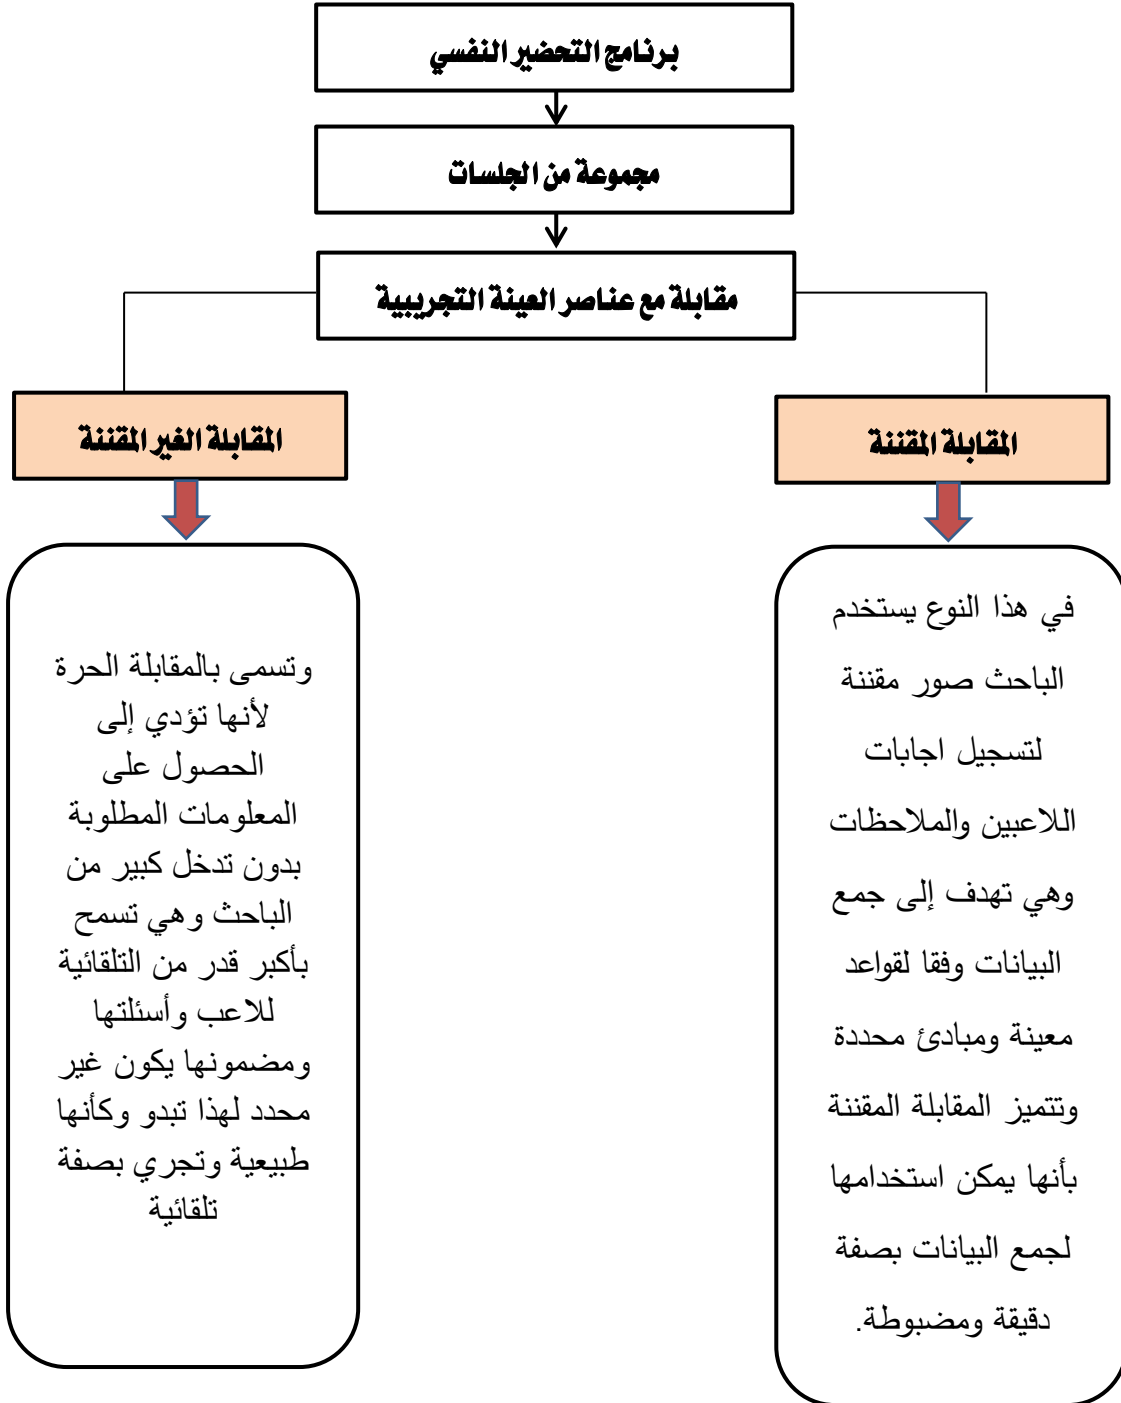 برنامج التحضير النفسي
مجموعة من الجلسات
مقابلة مع عناصر العينة التجريبية
المقابلة المقننة
في هذا النوع يستخدم
الباحث صور مقننة
لتسجيل اجابات
اللاعبين والملاحظات
وهي تهدف إلى جمع
البيانات وفقا لقواعد
معينة ومبادئ محددة
وتتميز المقابلة المقننة
بأنها يمكن استخدامها
لجمع البيانات بصفة
دقيقة ومضبوطة.
المقابلة الغير المقننة
وتسمى بالمقابلة الحرة
لأنها تؤدي إلى
الحصول على
المعلومات المطلوبة
بدون تدخل كبير من
الباحث وهي تسمح
بأكبر قدر من التلقائية
للاعب وأسئلتها
ومضمونها يكون غير
محدد لهذا تبدو وكأنها
طبيعية وتجري بصفة
تلقائية